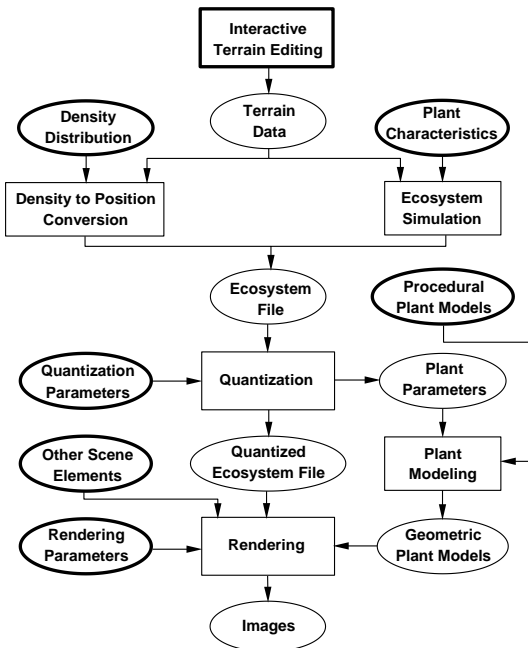 Interactive
Terrain Editing
Density
Distribution
Terrain
Data
Plant
Characteristics
Density to Position
Conversion
Ecosystem
Simulation
Ecosystem
File
Procedural
Plant Models
Quantization
Parameters
Quantization
Plant
Parameters
Other Scene
Elements
Quantized
Ecosystem File
Plant
Modeling
Rendering
Parameters
Rendering
Geometric
Plant Models
Images